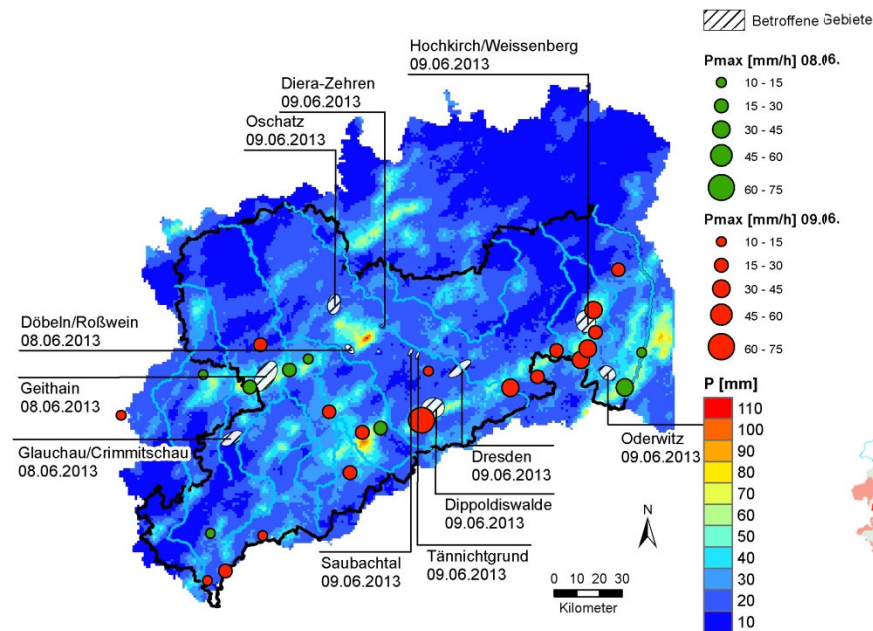 Betroffene Gebiete
Hochkirch/Weissenberg
09.06.2013
Diera-Zehren
09.06.2013
Oschatz
09.06.2013
Döbeln/Roßwein
08.06.2013
Geithain
08.06.2013
Glauchau/Crimmitschau
08.06.2013
Saubachtal
09.06.2013
Tännichtgrund
09.06.2013
Dippoldiswalde
09.06.2013
Dresden
09.06.2013
Oderwitz
09.06.2013
N
0 10 20 30
Kilometer
Pmax [mm/h] 08.06.
10 - 15
15 - 30
30 - 45
45 - 60
60 - 75
Pmax [mm/h] 09.06.
10 - 15
15 - 30
30 - 45
45 - 60
60 - 75
P [mm]
110
100
90
80
70
60
50
40
30
20
10